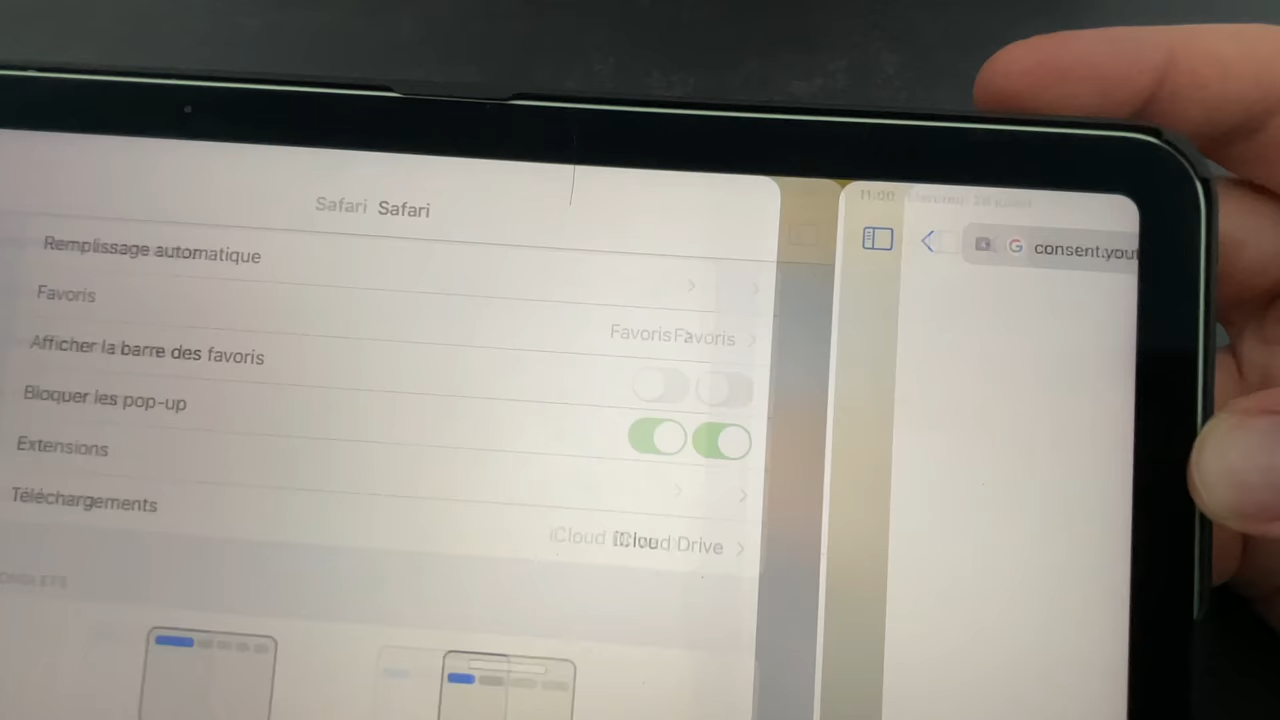 Safari Safari
11:00
consent.you
Remplissage automatique
Favoris
Favoris Favoris
Afficher la barre des favoris
Bloquer les pop-up
Extensions
Téléchargements
iCloud Drive
ONGLETS